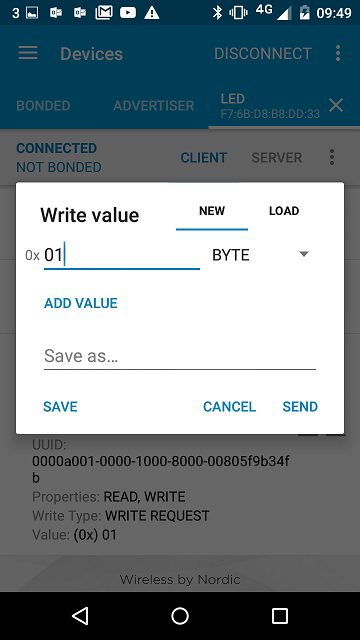 3 4G 09:49
Devices DISCONNECT
BONDED ADVERTISER LED
F7:6B:D8:B8:DD:33
CONNECTED
NOT BONDED CLIENT SERVER
Write value NEW LOAD
0x 01 BYTE
ADD VALUE
Save as...
SAVE CANCEL SEND
UUID:
0000a001-0000-1000-8000-00805f9b34f
b
Properties: READ, WRITE
Write Type: WRITE REQUEST
Value: (0x) 01
Wireless by Nordic